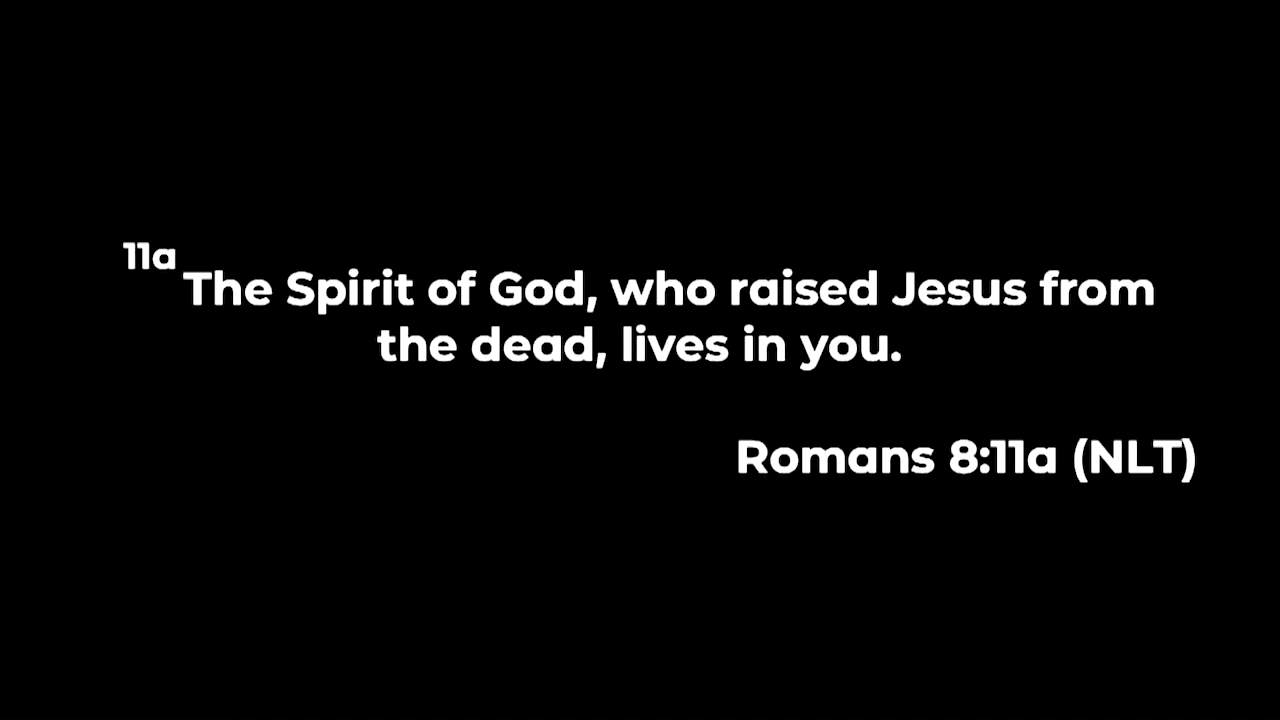 11a The Spirit of God, who raised Jesus from
the dead, lives in you.
Romans 8:11a (NLT)